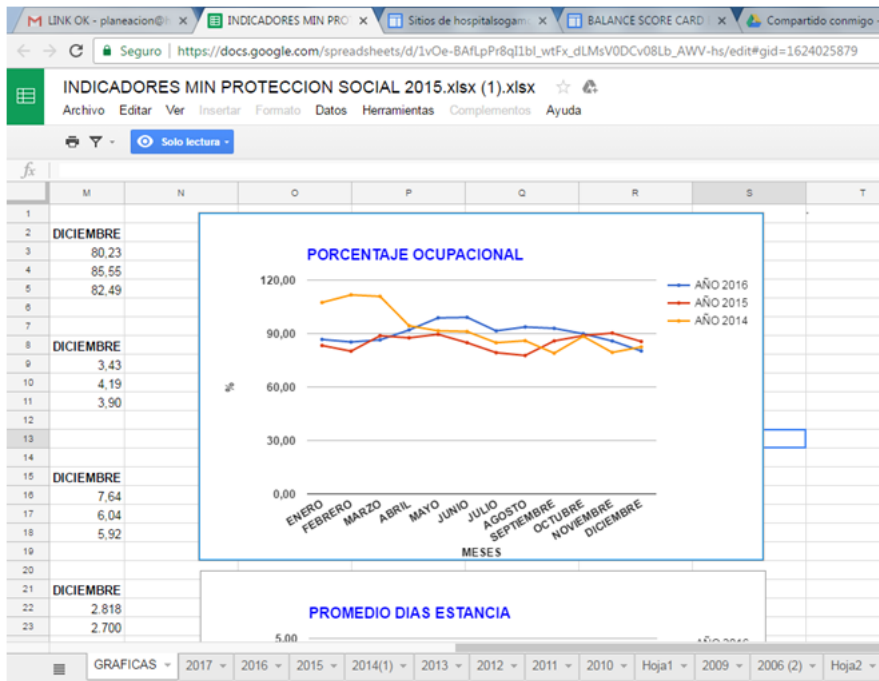 LINK OK - planeacion@h
INDICADORES MIN PRO
Sitios de hospitalsogam
BALANCE SCORE CARD
Compartido conmigo -
Seguro | https://docs.google.com/spreadsheets/d/1vOe-BAfLpPr8qI1bI_wtFx_dLMsV0DCv08Lb_AWV-hs/edit#gid=1624025879
INDICADORES MIN PROTECCION SOCIAL 2015.xlsx (1).xlsx
Archivo Editar Ver Insertar Formato Datos Herramientas Complementos Ayuda
Solo lectura
fx
M N O P Q R S T
1
2 DICIEMBRE
3 80,23
4 85,55
5 82,49
6
7
8 DICIEMBRE
9 3,43
10 4,19
11 3,90
12
13
14
15 DICIEMBRE
16 7,64
17 6,04
18 5,92
19
20
21 DICIEMBRE
22 2.818
23 2.700
PORCENTAJE OCUPACIONAL
120,00
90,00
60,00
30,00
0,00
%
AÑO 2016
AÑO 2015
AÑO 2014
ENERO FEBRERO MARZO ABRIL MAYO JUNIO JULIO AGOSTO SEPTIEMBRE OCTUBRE NOVIEMBRE DICIEMBRE
MESES
PROMEDIO DIAS ESTANCIA
5,00
AÑO 2016
GRAFICAS 2017 2016 2015 2014(1) 2013 2012 2011 2010 Hoja1 2009 2006 (2) Hoja2